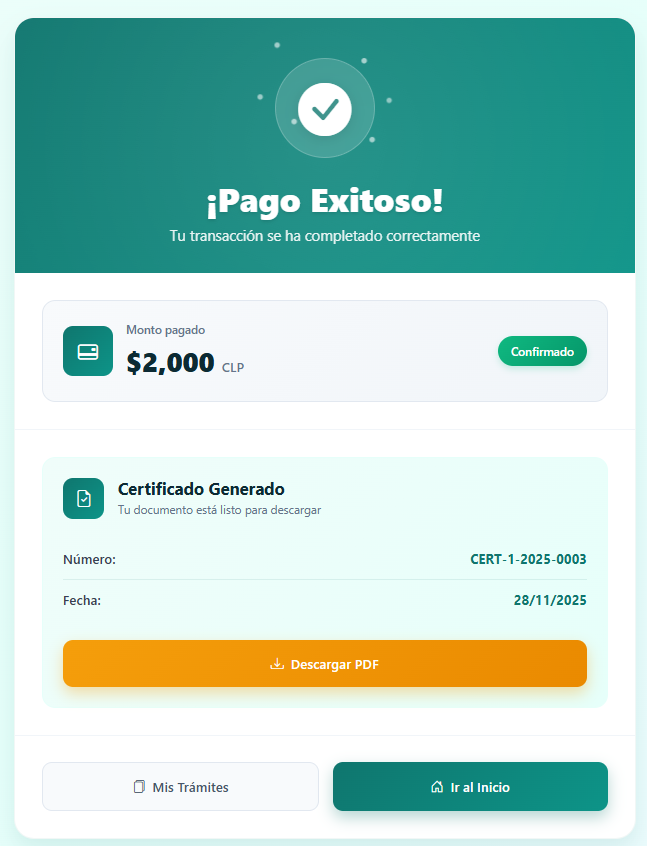 ¡Pago Exitoso!
Tu transacción se ha completado correctamente
Monto pagado
$2,000 CLP
Confirmado
Certificado Generado
Tu documento está listo para descargar
Número: CERT-1-2025-0003
Fecha: 28/11/2025
Descargar PDF
Mis Trámites
Ir al Inicio